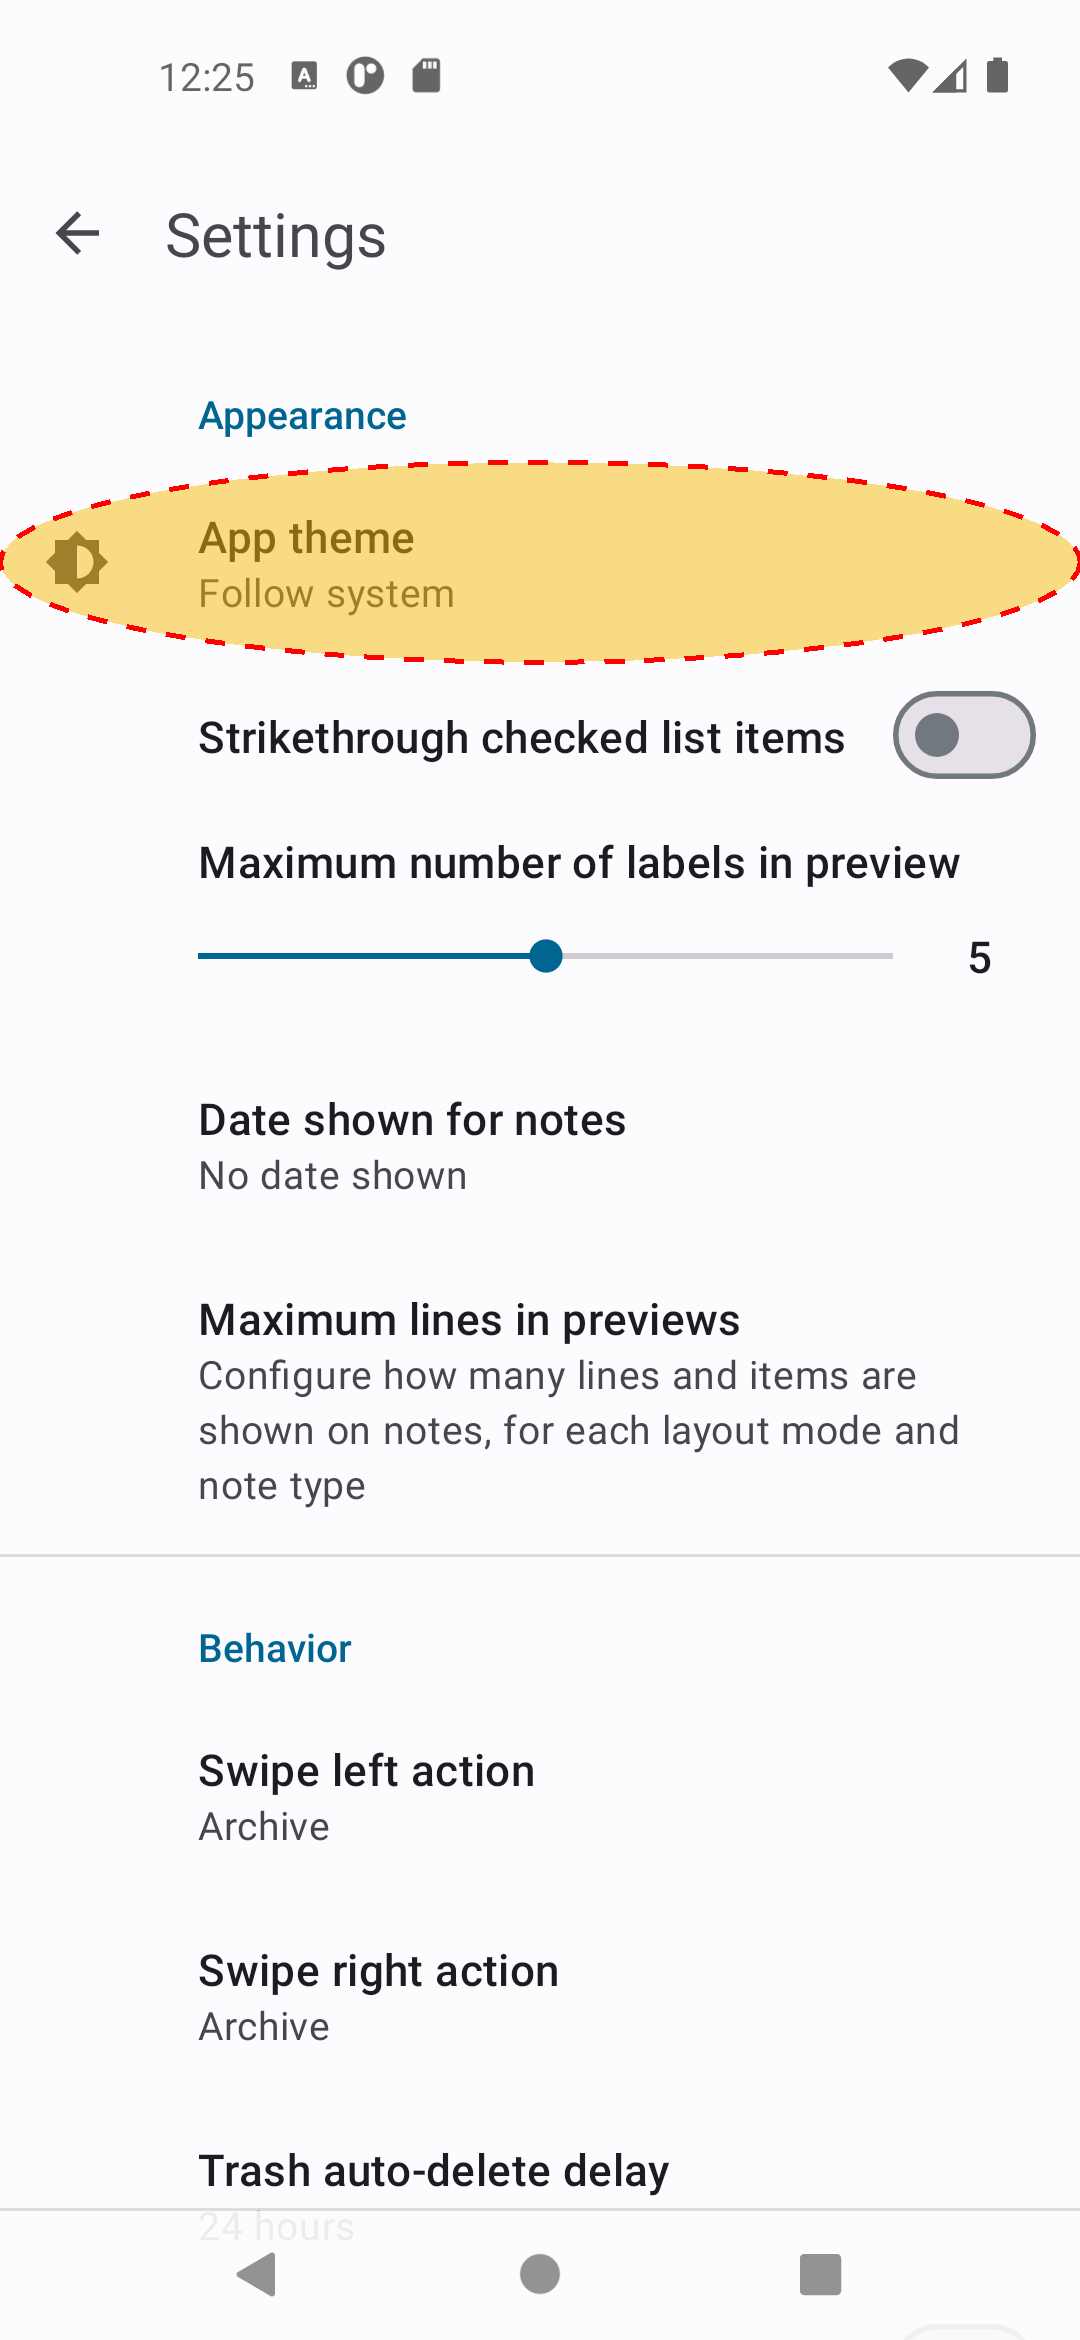 12:25
Settings
Appearance
App theme
Follow system
Strikethrough checked list items
Maximum number of labels in preview
5
Date shown for notes
No date shown
Maximum lines in previews
Configure how many lines and items are
shown on notes, for each layout mode and
note type
Behavior
Swipe left action
Archive
Swipe right action
Archive
Trash auto-delete delay
24 hours